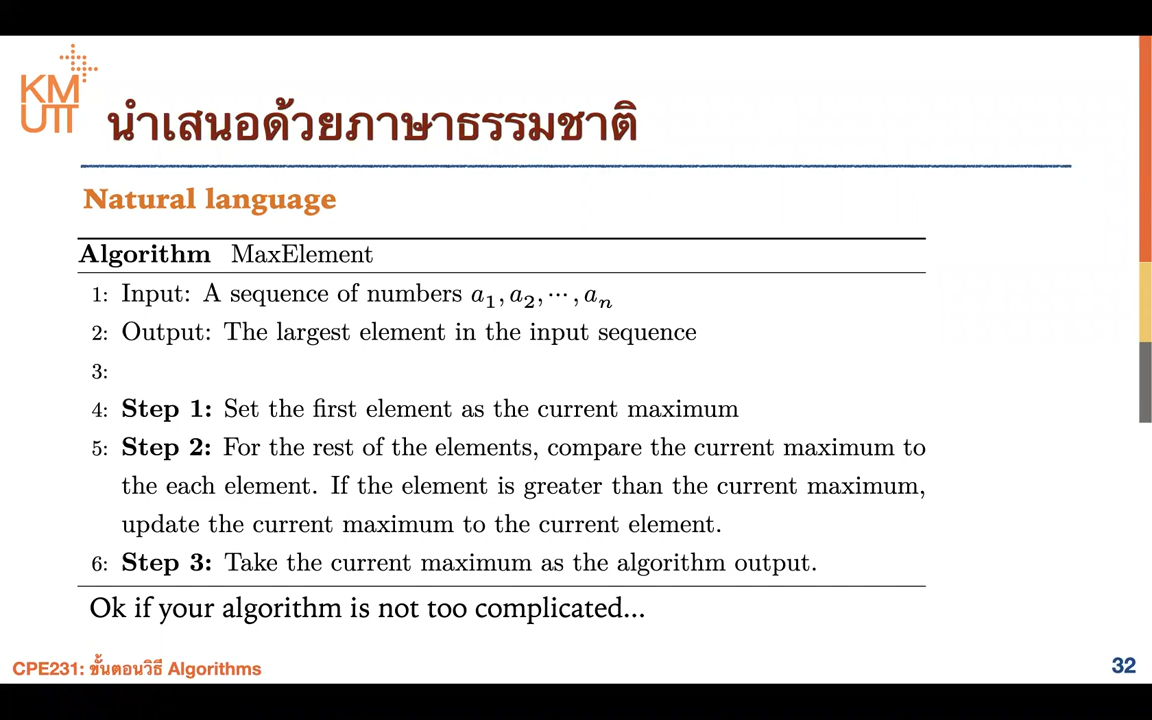 KM
UTT
นำเสนอด้วยภาษาธรรมชาติ
Natural language
Algorithm MaxElement
1: Input: A sequence of numbers a₁, a₂, ⋯, aₙ
2: Output: The largest element in the input sequence
3:
4: Step 1: Set the first element as the current maximum
5: Step 2: For the rest of the elements, compare the current maximum to
the each element. If the element is greater than the current maximum,
update the current maximum to the current element.
6: Step 3: Take the current maximum as the algorithm output.
Ok if your algorithm is not too complicated...
CPE231: ขั้นตอนวิธี Algorithms
32